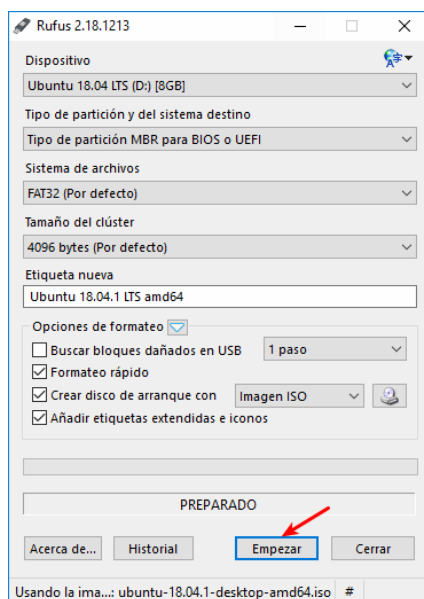 Rufus 2.18.1213
Dispositivo
Ubuntu 18.04 LTS (D:) [8GB]
Tipo de partición y del sistema destino
Tipo de partición MBR para BIOS o UEFI
Sistema de archivos
FAT32 (Por defecto)
Tamaño del clúster
4096 bytes (Por defecto)
Etiqueta nueva
Ubuntu 18.04.1 LTS amd64
Opciones de formateo
Buscar bloques dañados en USB 1 paso
Formateo rápido
Crear disco de arranque con Imagen ISO
Añadir etiquetas extendidas e iconos
PREPARADO
Acerca de... Historial Empezar Cerrar
Usando la ima...: ubuntu-18.04.1-desktop-amd64.iso #